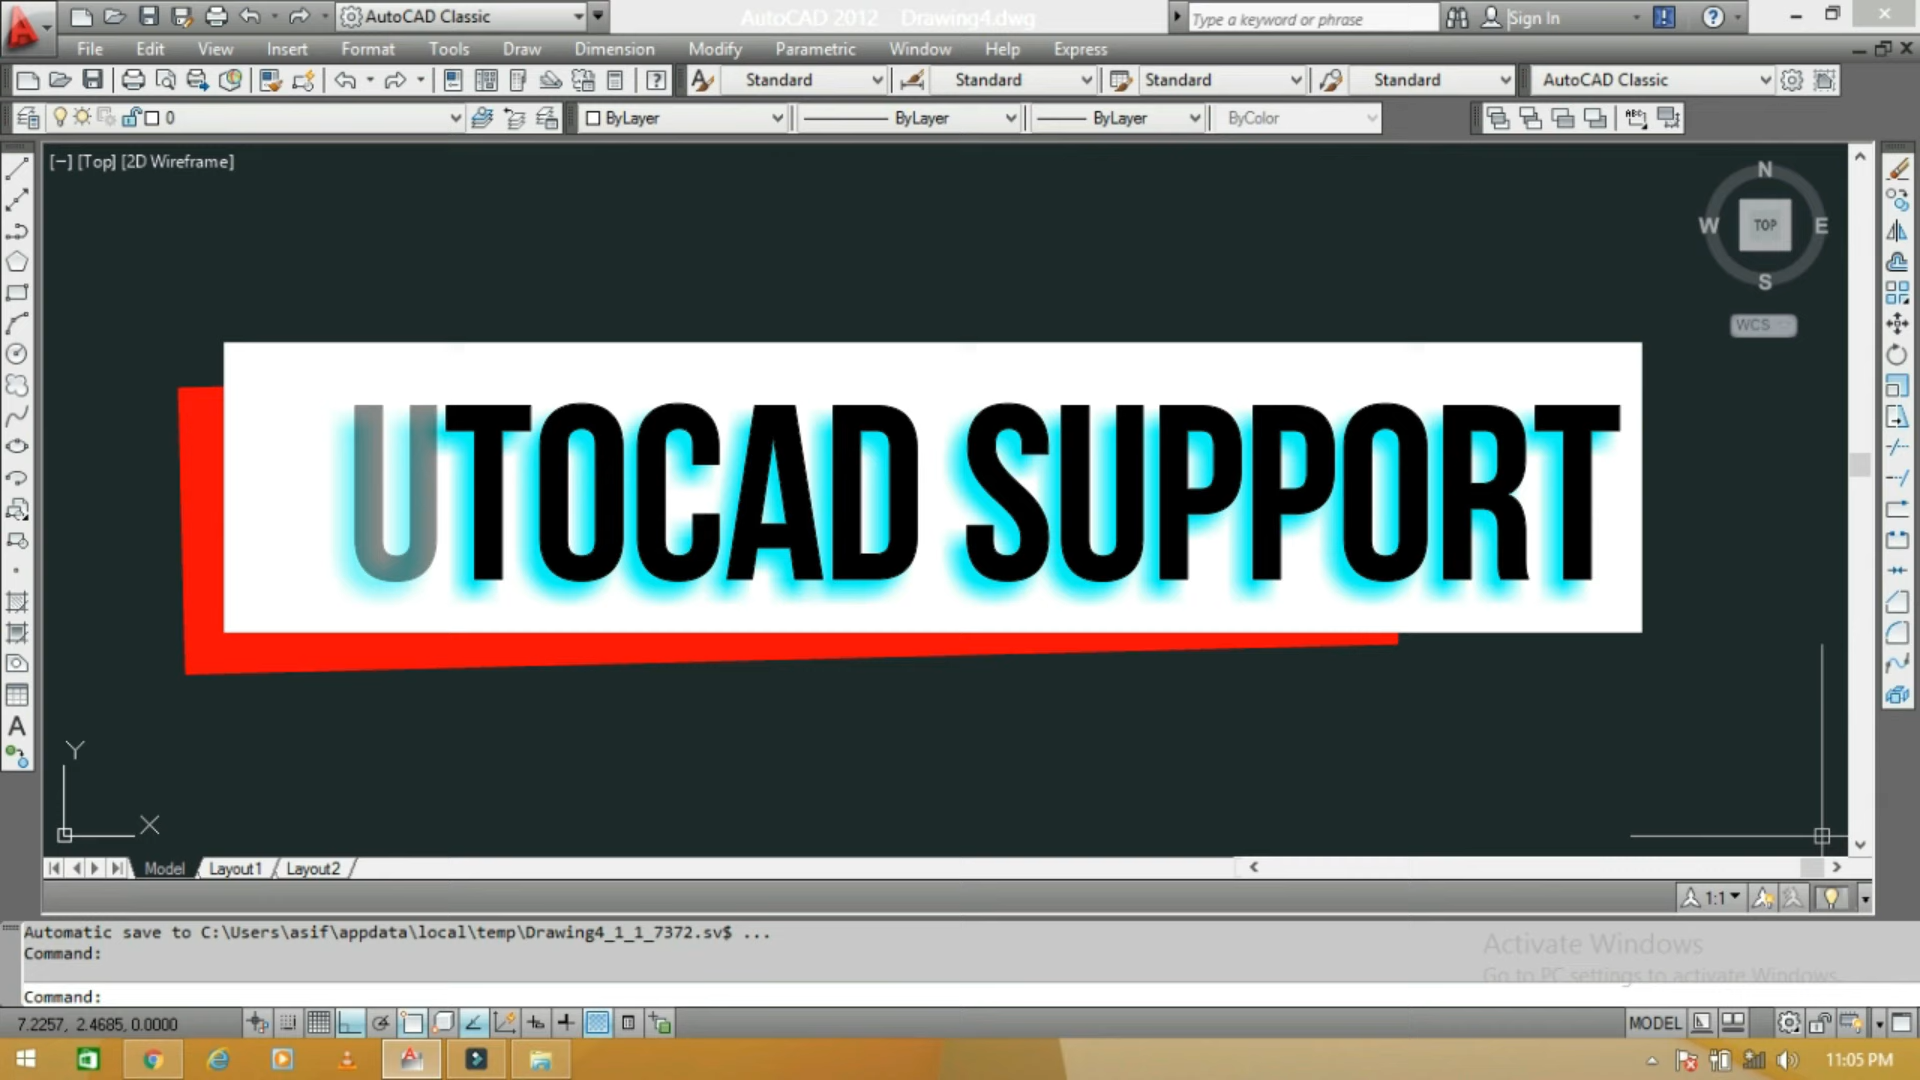 AutoCAD Classic
AutoCAD 2012 Drawing4.dwg
Type a keyword or phrase
Sign In
File Edit View Insert Format Tools Draw Dimension Modify Parametric Window Help Express
Standard Standard Standard Standard AutoCAD Classic
0 ByLayer ByLayer ByLayer ByColor
[−] [Top] [2D Wireframe]
N
W TOP E
S
WCS
UTOCAD SUPPORT
Y
X
Model Layout1 Layout2
1:1
Automatic save to C:\Users\asif\appdata\local\temp\Drawing4_1_1_7372.sv$ ...
Command:
Activate Windows
Go to PC settings to activate Windows.
Command:
7.2257, 2.4685, 0.0000
MODEL
11:05 PM